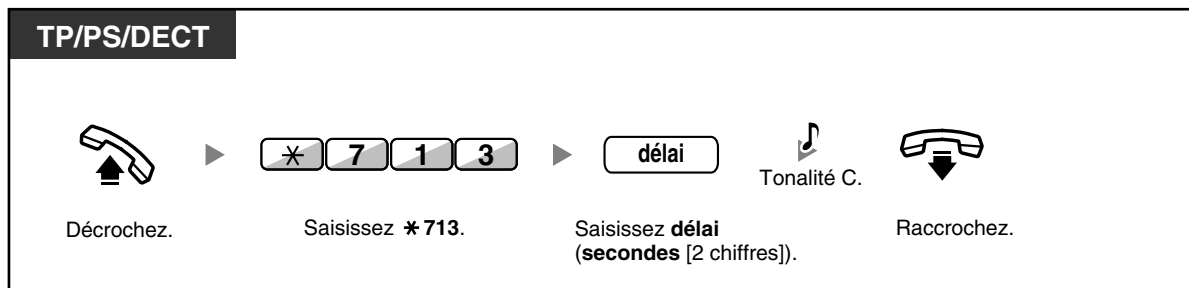 TP/PS/DECT
* 7 1 3
délai
Tonalité C.
Décrochez.
Saisissez * 713.
Saisissez délai
(secondes [2 chiffres]).
Raccrochez.